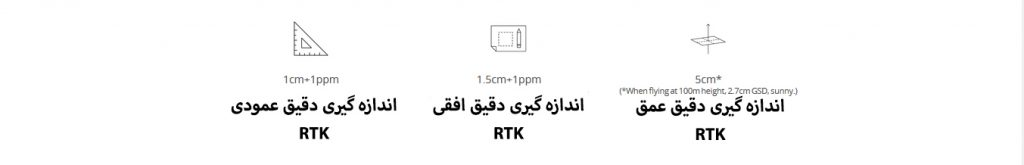 1cm+1ppm
اندازه گیری دقیق عمودی
RTK
1.5cm+1ppm
اندازه گیری دقیق افقی
RTK
5cm*
(*When flying at 100m height, 2.7cm GSD, sunny.)
اندازه گیری دقیق عمق
RTK